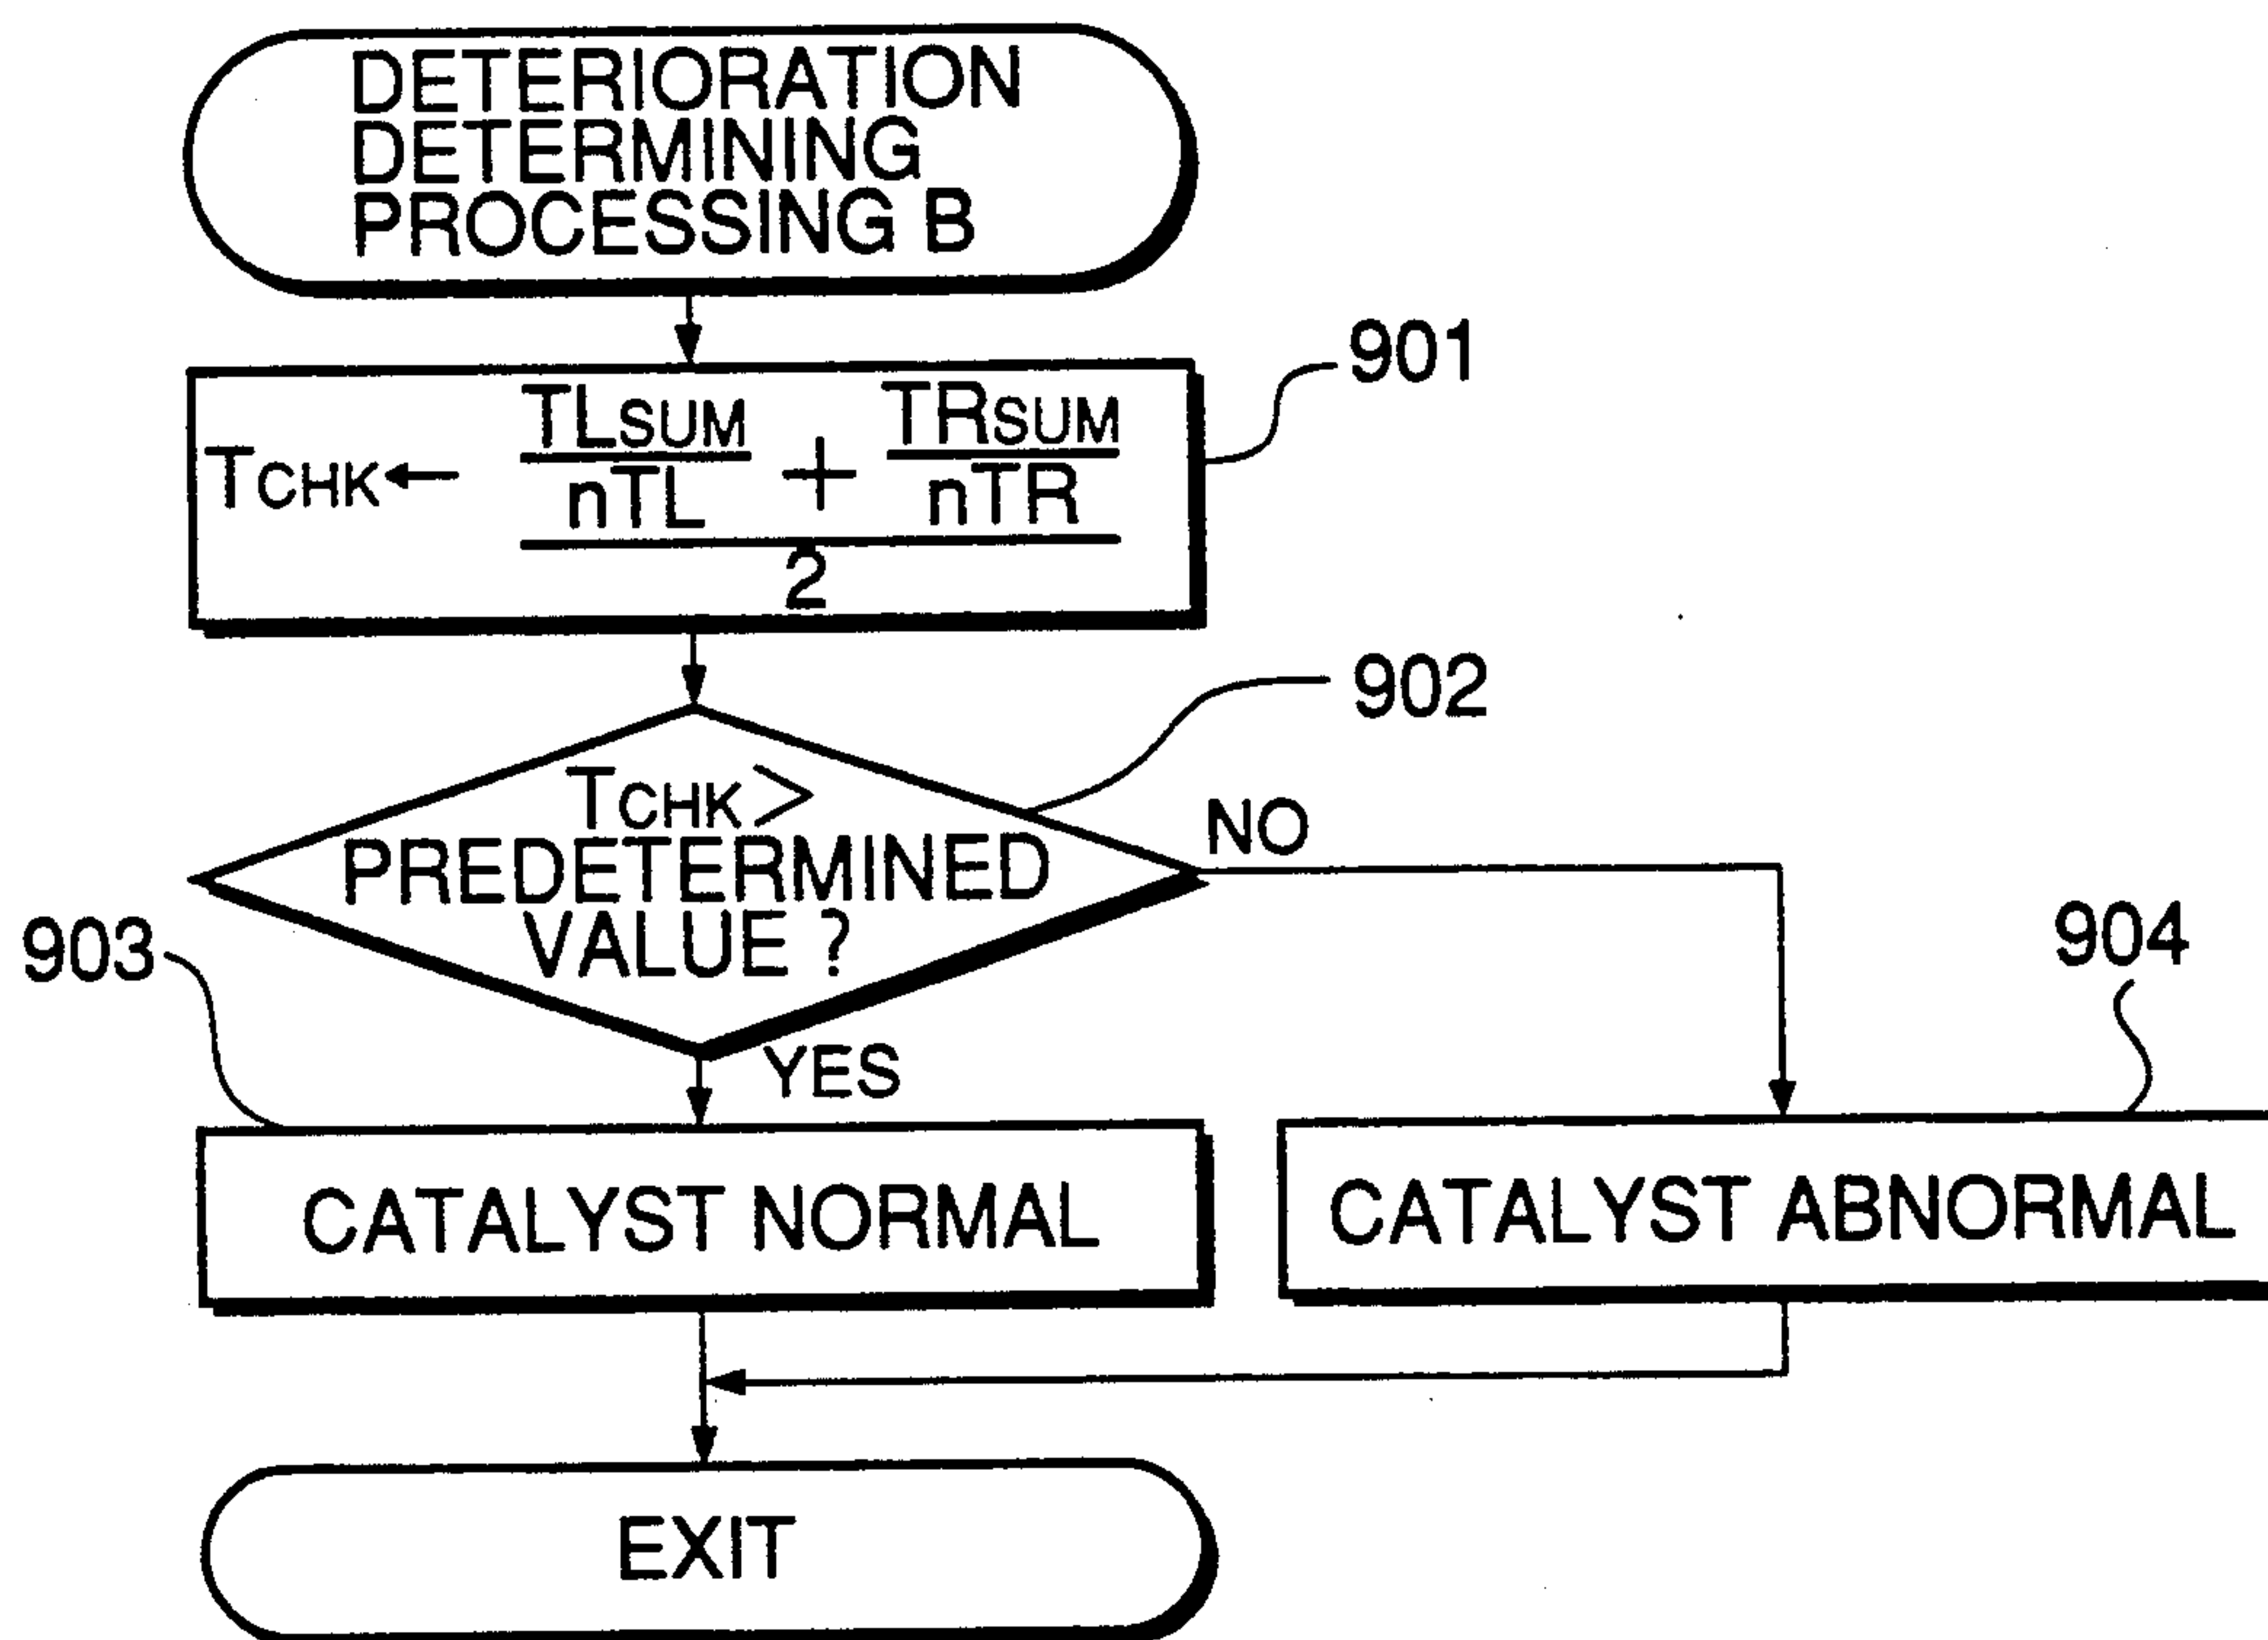 DETERIORATION
DETERMINING
PROCESSING B
901
TLSUM
TRSUM
TCHK←
+
nTL
nTR
2
902
TCHK>
PREDETERMINED
VALUE ?
NO
903
904
YES
CATALYST NORMAL
CATALYST ABNORMAL
EXIT